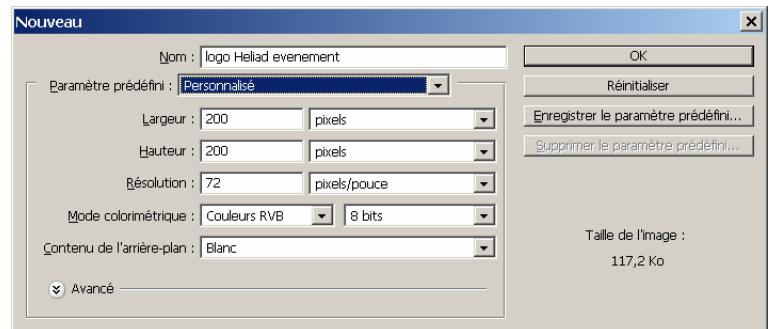 Nouveau
Nom : logo Heliad evenement
OK
Paramètre prédéfini : Personnalisé
Réinitialiser
Largeur : 200 pixels
Enregistrer le paramètre prédéfini...
Hauteur : 200 pixels
Supprimer le paramètre prédéfini...
Résolution : 72 pixels/pouce
Mode colorimétrique : Couleurs RVB 8 bits
Contenu de l'arrière-plan : Blanc
Taille de l'image :
117,2 Ko
Avancé